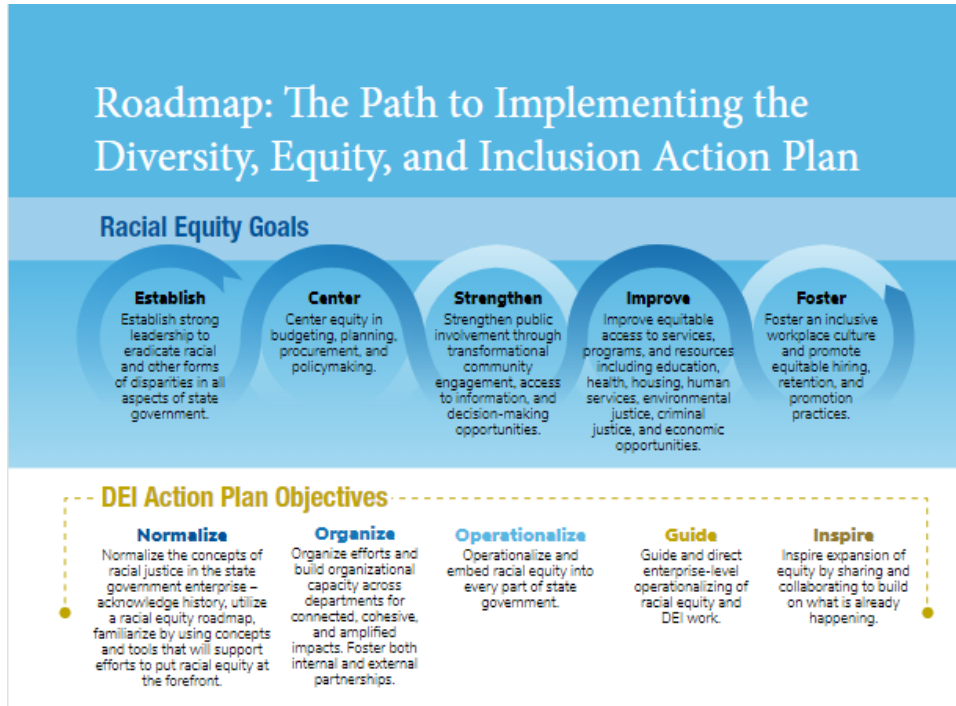 Roadmap: The Path to Implementing the
Diversity, Equity, and Inclusion Action Plan
Racial Equity Goals
Establish
Establish strong
leadership to
eradicate racial
and other forms
of disparities in all
aspects of state
government.
Center
Center equity in
budgeting, planning,
procurement, and
policymaking.
Strengthen
Strengthen public
involvement through
transformational
community
engagement, access
to information, and
decision-making
opportunities.
Improve
Improve equitable
access to services,
programs, and resources
including education,
health, housing, human
services, environmental
justice, criminal
justice, and economic
opportunities.
Foster
Foster an inclusive
workplace culture
and promote
equitable hiring,
retention, and
promotion
practices.
DEI Action Plan Objectives
Normalize
Normalize the concepts of
racial justice in the state
government enterprise –
acknowledge history, utilize
a racial equity roadmap,
familiarize by using concepts
and tools that will support
efforts to put racial equity at
the forefront.
Organize
Organize efforts and
build organizational
capacity across
departments for
connected, cohesive,
and amplified
impacts. Foster both
internal and external
partnerships.
Operationalize
Operationalize and
embed racial equity into
every part of state
government.
Guide
Guide and direct
enterprise-level
operationalizing of
racial equity and
DEI work.
Inspire
Inspire expansion of
equity by sharing and
collaborating to build
on what is already
happening.